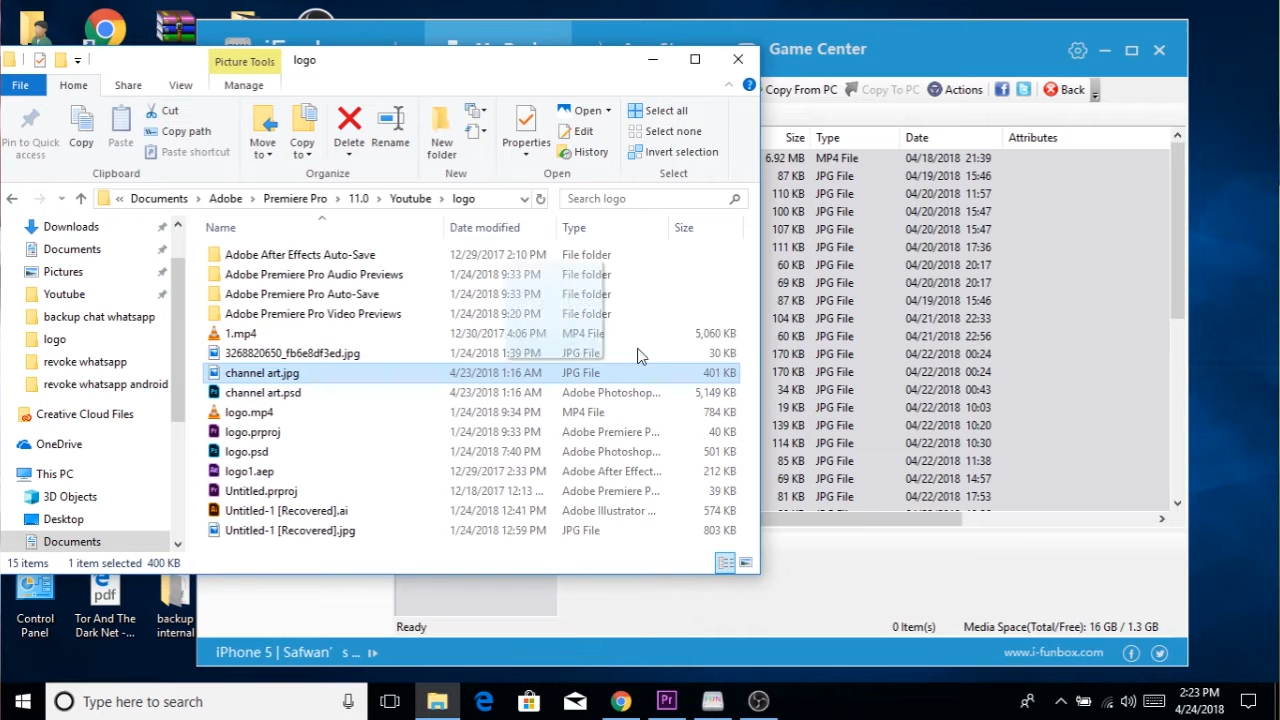 Game Center
Picture Tools
logo
File
Home
Share
View
Manage
Copy From PC
Copy To PC
Actions
Back
Pin to Quick access
Copy
Paste
Cut
Copy path
Paste shortcut
Move to
Copy to
Delete
Rename
New folder
Properties
Open
Edit
History
Select all
Select none
Invert selection
Clipboard
Organize
New
Open
Select
« Documents > Adobe > Premiere Pro > 11.0 > Youtube > logo
Search logo
Size Type Date Attributes
Name Date modified Type Size
Downloads
Documents
Pictures
Youtube
backup chat whatsapp
logo
revoke whatsapp
revoke whatsapp android
Creative Cloud Files
OneDrive
This PC
3D Objects
Desktop
Documents
Adobe After Effects Auto-Save 12/29/2017 2:10 PM File folder
Adobe Premiere Pro Audio Previews 1/24/2018 9:33 PM File folder
Adobe Premiere Pro Auto-Save 1/24/2018 9:33 PM File folder
Adobe Premiere Pro Video Previews 1/24/2018 9:20 PM File folder
1.mp4 12/30/2017 4:06 PM MP4 File 5,060 KB
3268820650_fb6e8df3ed.jpg 1/24/2018 1:39 PM JPG File 30 KB
channel art.jpg 4/23/2018 1:16 AM JPG File 401 KB
channel art.psd 4/23/2018 1:16 AM Adobe Photoshop... 5,149 KB
logo.mp4 1/24/2018 9:34 PM MP4 File 784 KB
logo.prproj 1/24/2018 9:33 PM Adobe Premiere P... 40 KB
logo.psd 1/24/2018 7:40 PM Adobe Photoshop... 501 KB
logo1.aep 12/29/2017 2:33 PM Adobe After Effect... 212 KB
Untitled.prproj 12/18/2017 12:13 ... Adobe Premiere P... 39 KB
Untitled-1 [Recovered].ai 1/24/2018 12:41 PM Adobe Illustrator ... 574 KB
Untitled-1 [Recovered].jpg 1/24/2018 12:59 PM JPG File 803 KB
6.92 MB MP4 File 04/18/2018 21:39
87 KB JPG File 04/19/2018 15:46
110 KB JPG File 04/20/2018 11:57
100 KB JPG File 04/20/2018 15:47
107 KB JPG File 04/20/2018 15:47
111 KB JPG File 04/20/2018 17:36
60 KB JPG File 04/20/2018 20:17
69 KB JPG File 04/20/2018 20:17
87 KB JPG File 04/19/2018 15:46
104 KB JPG File 04/21/2018 22:33
60 KB JPG File 04/21/2018 22:56
170 KB JPG File 04/22/2018 00:24
170 KB JPG File 04/22/2018 00:24
34 KB JPG File 04/22/2018 00:43
19 KB JPG File 04/22/2018 10:03
139 KB JPG File 04/22/2018 10:20
114 KB JPG File 04/22/2018 10:30
85 KB JPG File 04/22/2018 11:38
69 KB JPG File 04/22/2018 14:57
81 KB JPG File 04/22/2018 17:53
15 items 1 item selected 400 KB
Control Panel
pdf
Tor And The Dark Net -...
backup internal
Ready
0 Item(s)
Media Space(Total/Free): 16 GB / 1.3 GB
iPhone 5 | Safwan' s ...
www.i-funbox.com
Type here to search
2:23 PM
4/24/2018